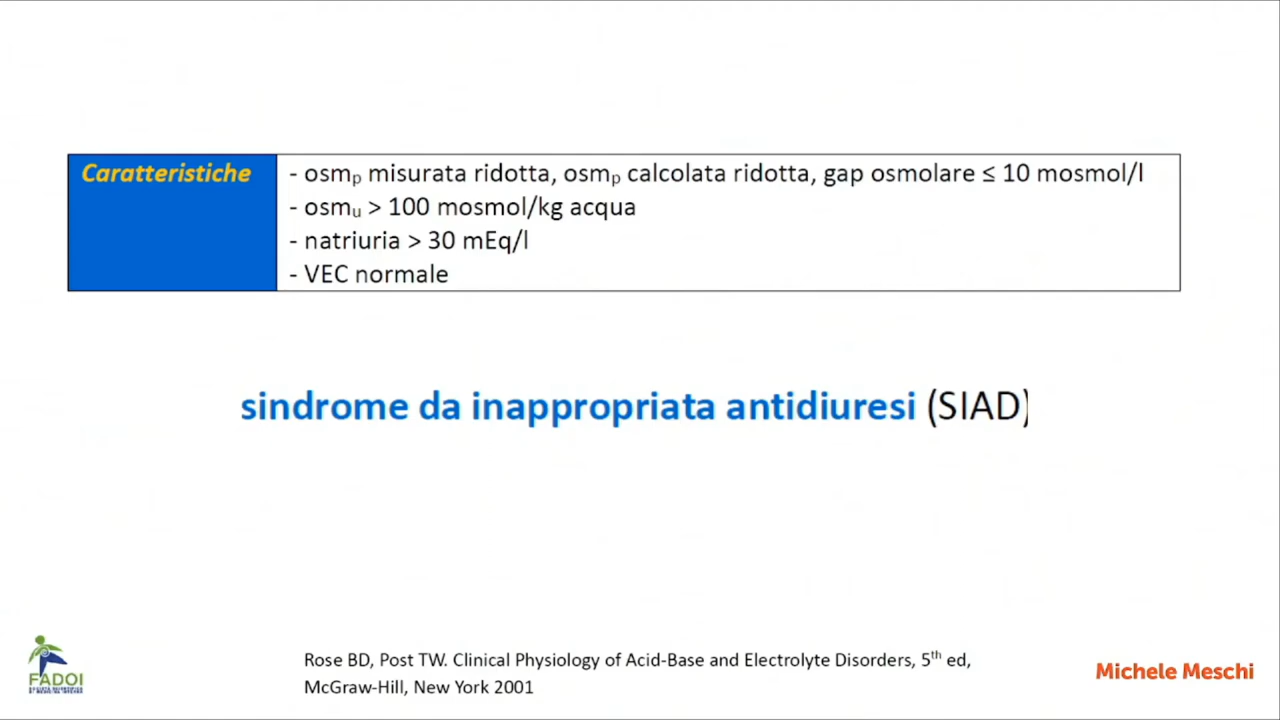 Caratteristiche
- osmp misurata ridotta, osmp calcolata ridotta, gap osmolare ≤ 10 mosmol/l
- osmu > 100 mosmol/kg acqua
- natriuria > 30 mEq/l
- VEC normale
sindrome da inappropriata antidiuresi (SIAD)
FADOI
Rose BD, Post TW. Clinical Physiology of Acid-Base and Electrolyte Disorders, 5th ed,
McGraw-Hill, New York 2001
Michele Meschi